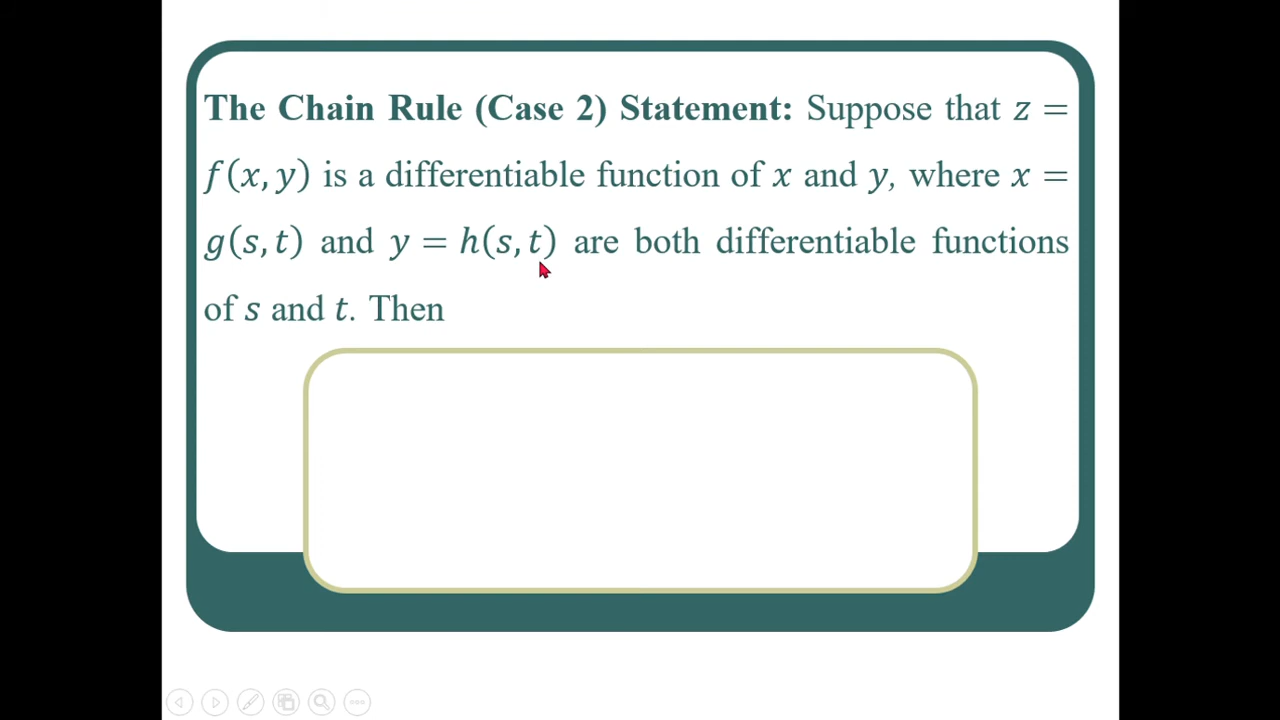 The Chain Rule (Case 2) Statement: Suppose that z =
f(x, y) is a differentiable function of x and y, where x =
g(s, t) and y = h(s, t) are both differentiable functions
of s and t. Then